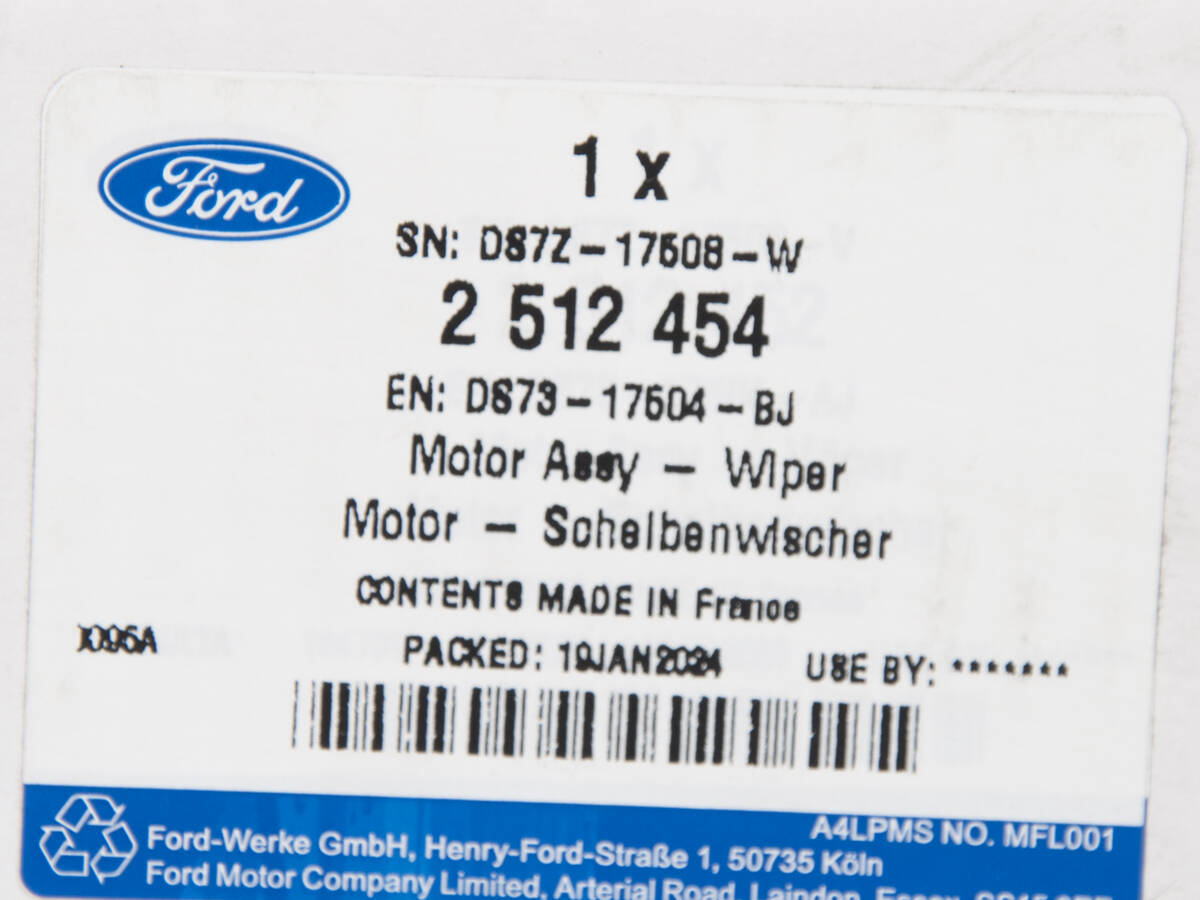 Ford
1 x
SN: DS7Z-17508-W
2 512 454
EN: DS73-17504-BJ
Motor Assy - Wiper
Motor - Scheibenwischer
CONTENTS MADE IN France
PACKED: 19JAN2024 USE BY: *******
A4LPMS NO. MFL001
Ford-Werke GmbH, Henry-Ford-Straße 1, 50735 Köln
Ford Motor Company Limited, Arterial Road, Laindon, Essex,